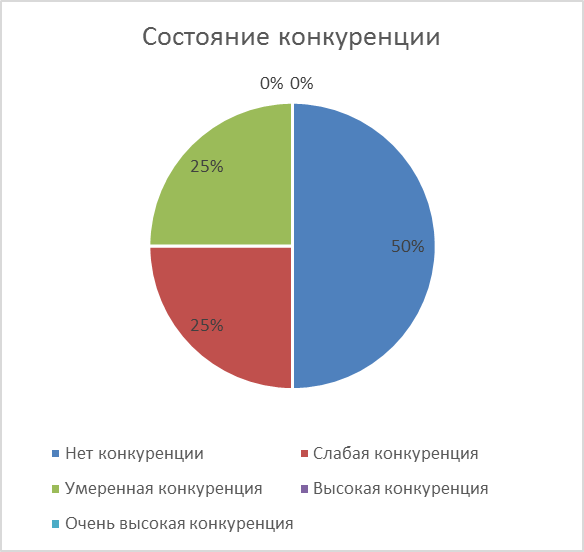 Состояние конкуренции
0% 0%
25%
50%
25%
Нет конкуренции
Слабая конкуренция
Умеренная конкуренция
Высокая конкуренция
Очень высокая конкуренция